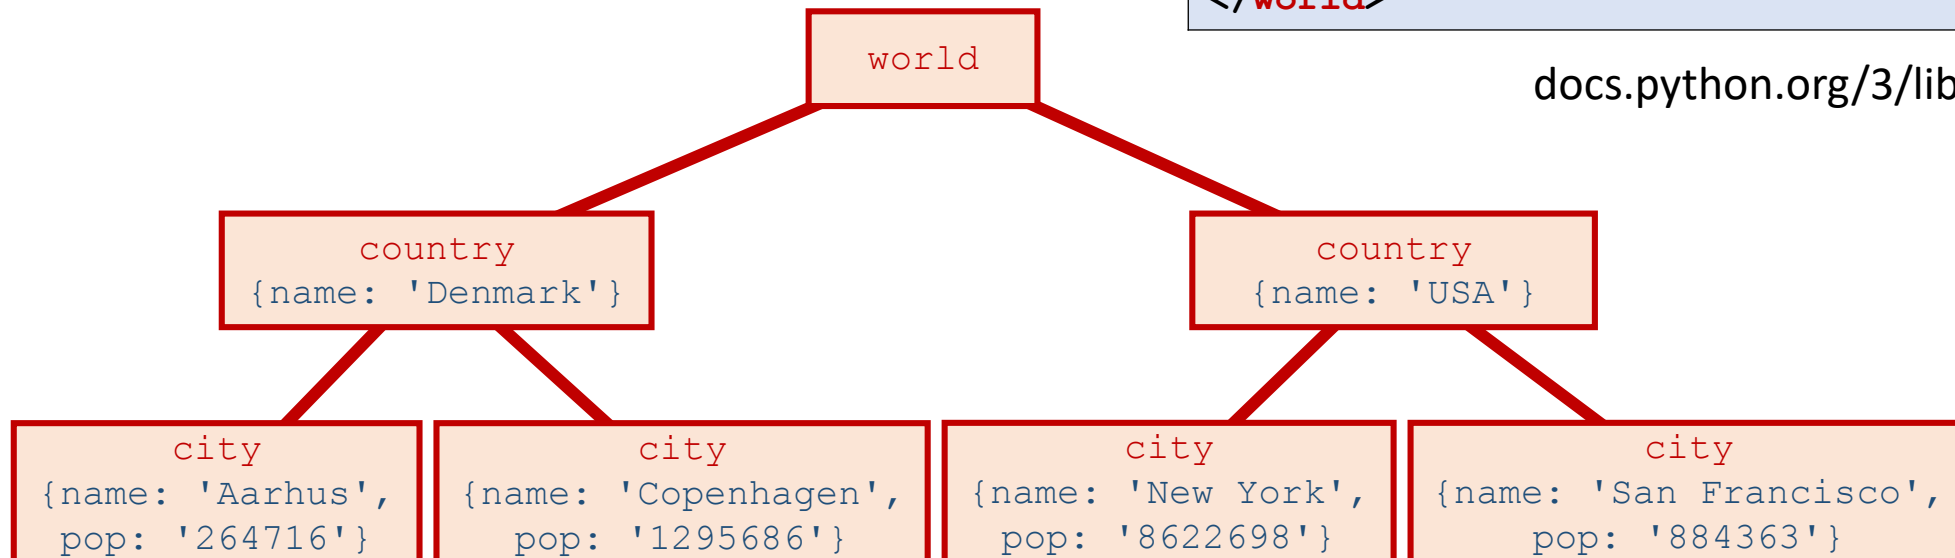 </world>
world
docs.python.org/3/lib
country
{name: 'Denmark'}
country
{name: 'USA'}
city
{name: 'Aarhus',
pop: '264716'}
city
{name: 'Copenhagen',
pop: '1295686'}
city
{name: 'New York',
pop: '8622698'}
city
{name: 'San Francisco',
pop: '884363'}